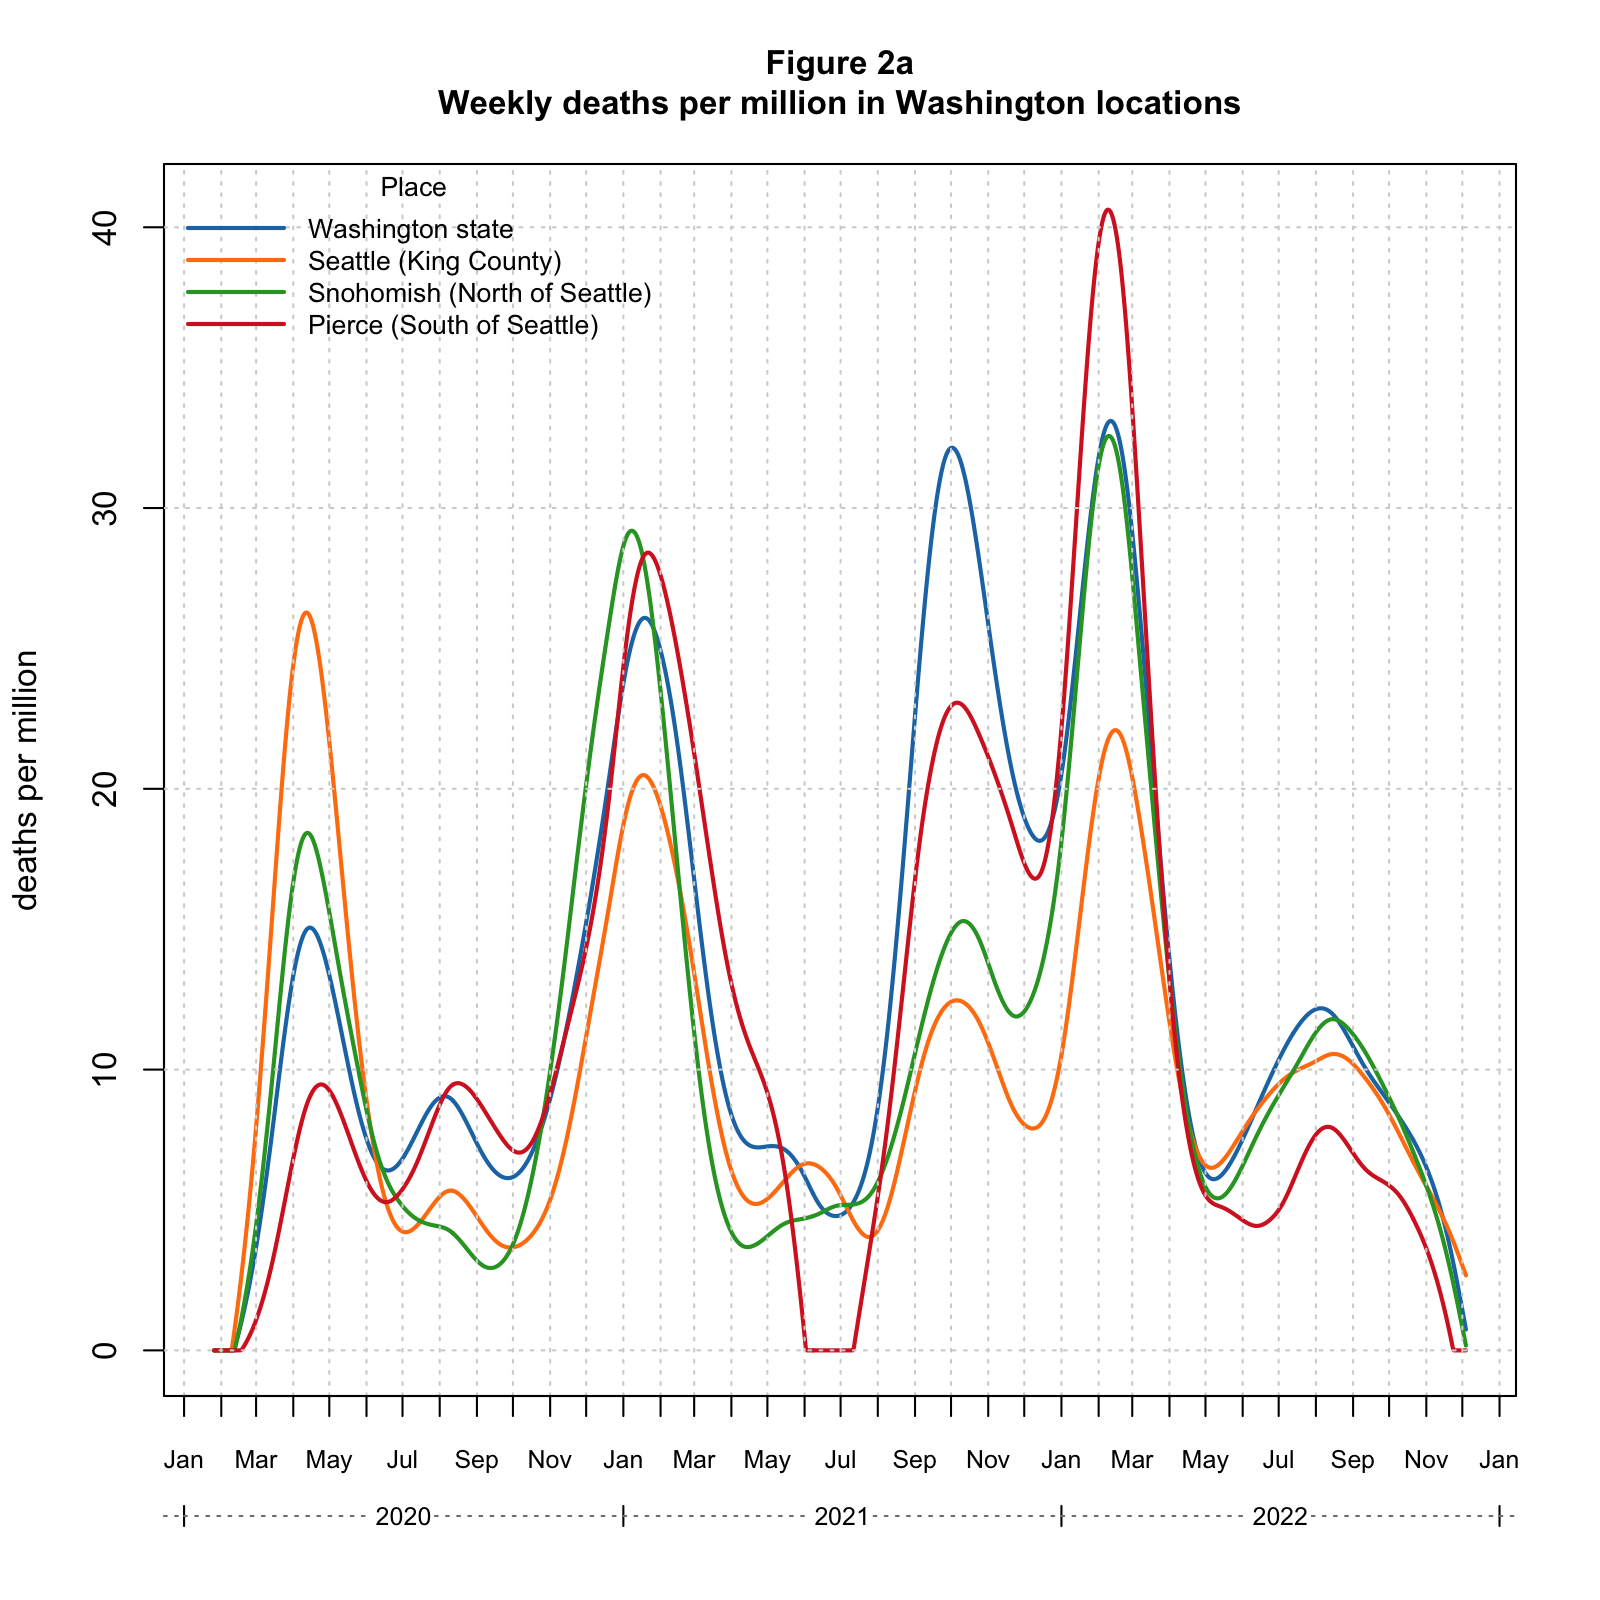 Figure 2a
Weekly deaths per million in Washington locations
Place
Washington state
Seattle (King County)
Snohomish (North of Seattle)
Pierce (South of Seattle)
deaths per million
40
30
20
10
0
Jan Mar May Jul Sep Nov Jan Mar May Jul Sep Nov Jan Mar May Jul Sep Nov Jan
2020 2021 2022